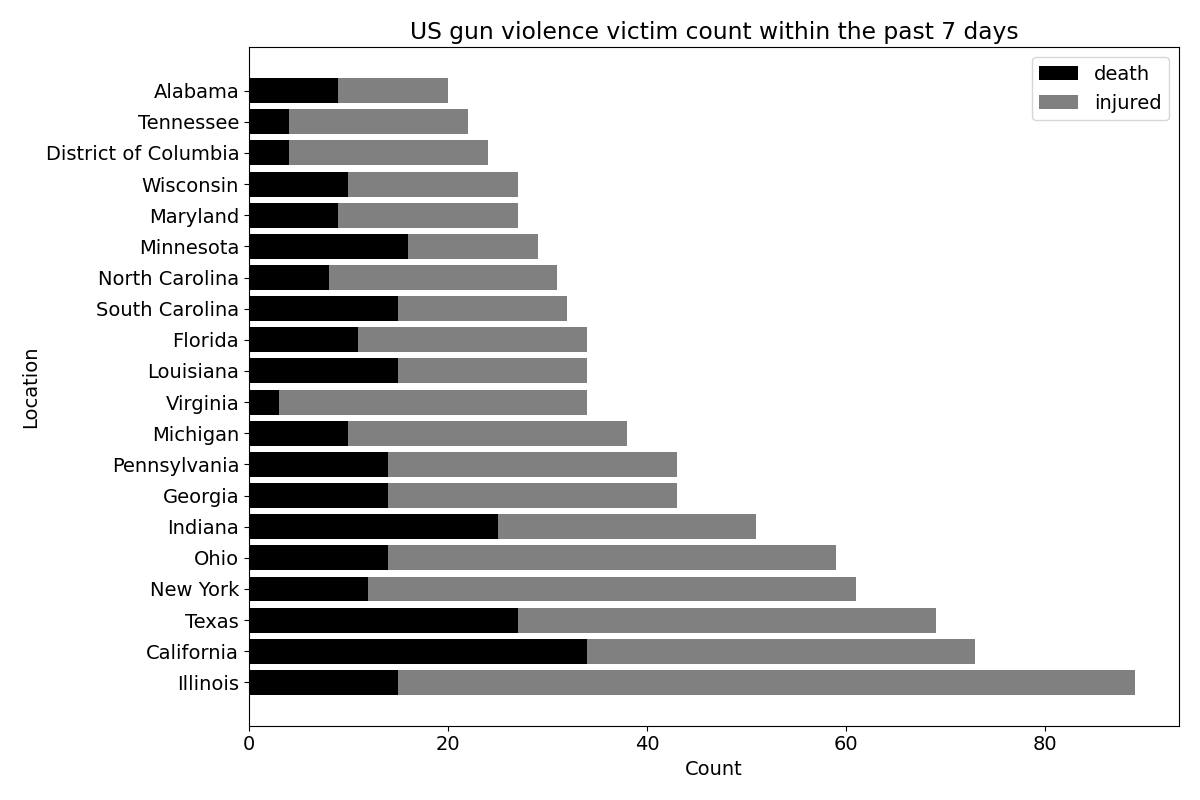 US gun violence victim count within the past 7 days
death
injured
Alabama
Tennessee
District of Columbia
Wisconsin
Maryland
Minnesota
North Carolina
South Carolina
Florida
Louisiana
Virginia
Michigan
Pennsylvania
Georgia
Indiana
Ohio
New York
Texas
California
Illinois
Location
0 20 40 60 80
Count